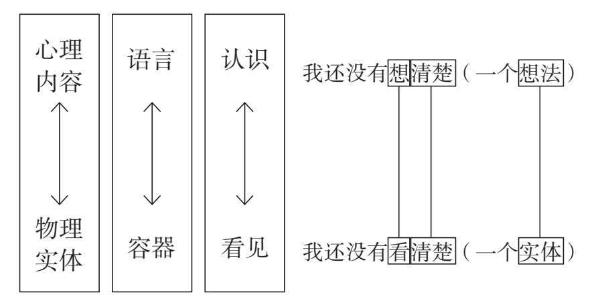 心理
内容
物理
实体
语言
容器
认识
看见
我还没有想清楚（一个想法）
我还没有看清楚（一个实体）